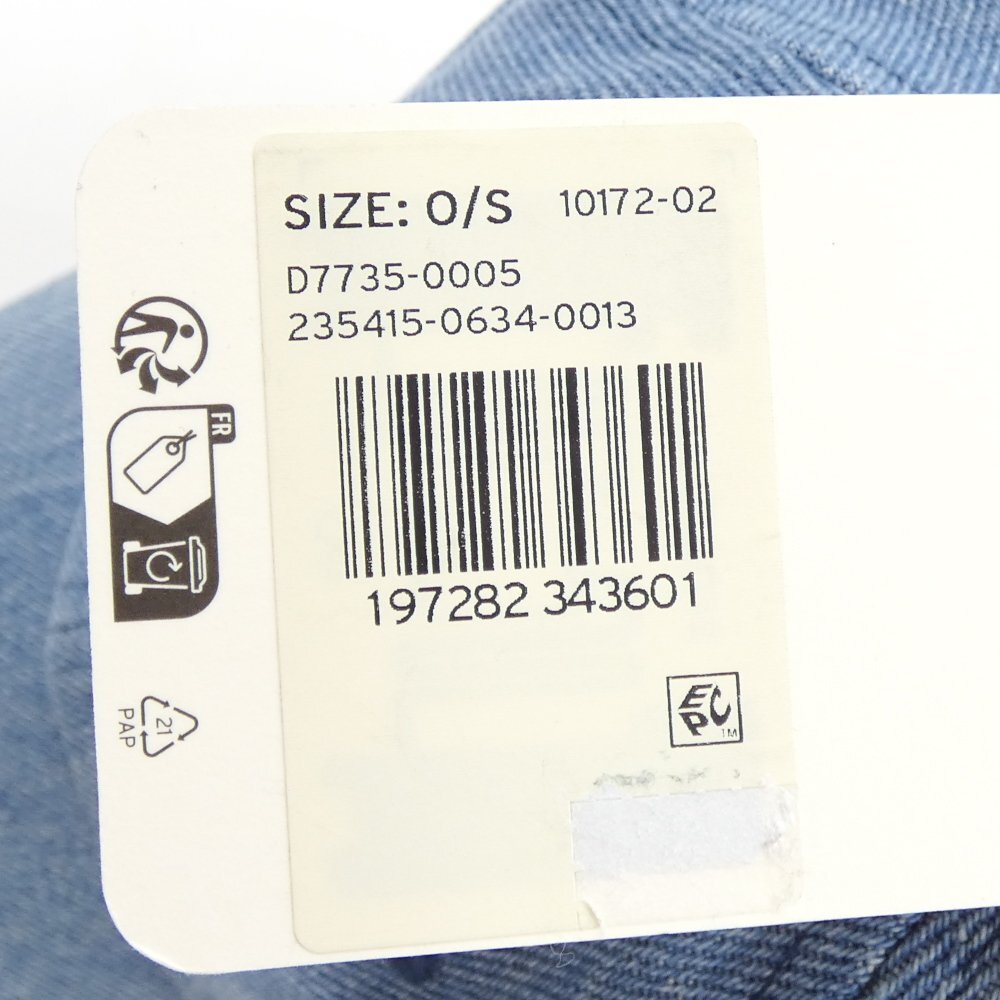 SIZE: O/S 10172-02
D7735-0005
235415-0634-0013
197282 343601
FR
21
PAP
EPC
TM